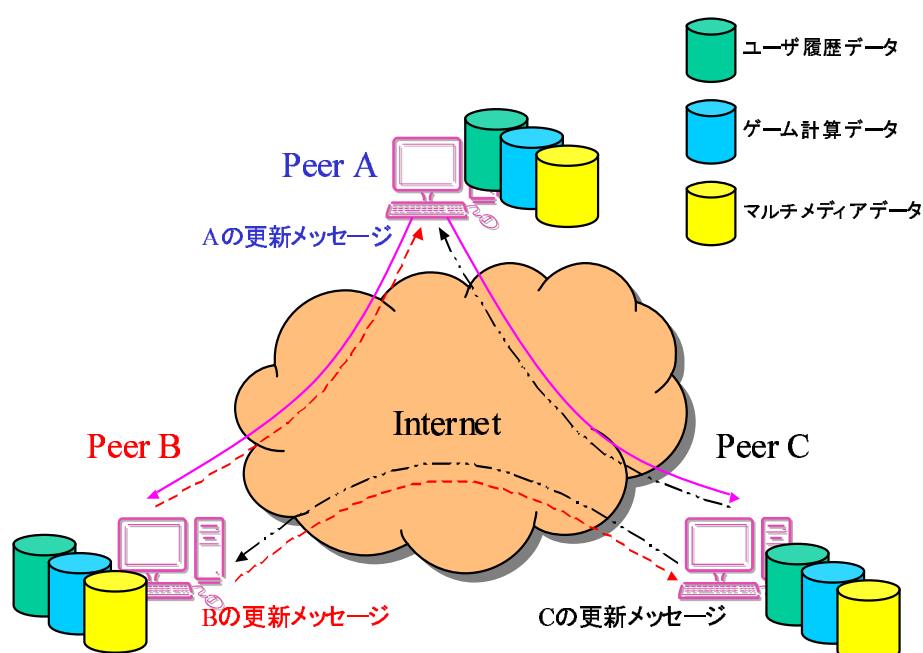 ユーザ履歴データ
ゲーム計算データ
Peer A
マルチメディアデータ
Aの更新メッセージ
Internet
Peer B
Peer C
Bの更新メッセージ
Cの更新メッセージ